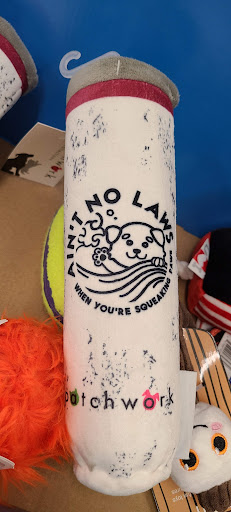 AIN'T NO LAWS
WHEN YOU'RE SQUEAKING PAWS
patchwork